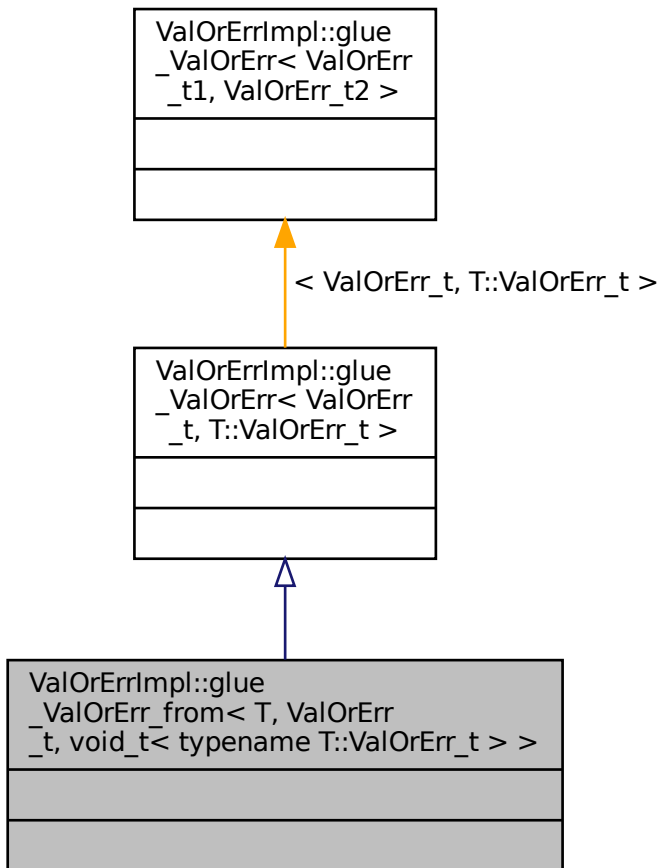 ValOrErrImpl::glue
_ValOrErr< ValOrErr
_t1, ValOrErr_t2 >
< ValOrErr_t, T::ValOrErr_t >
ValOrErrImpl::glue
_ValOrErr< ValOrErr
_t, T::ValOrErr_t >
ValOrErrImpl::glue
_ValOrErr_from< T, ValOrErr
_t, void_t< typename T::ValOrErr_t > >